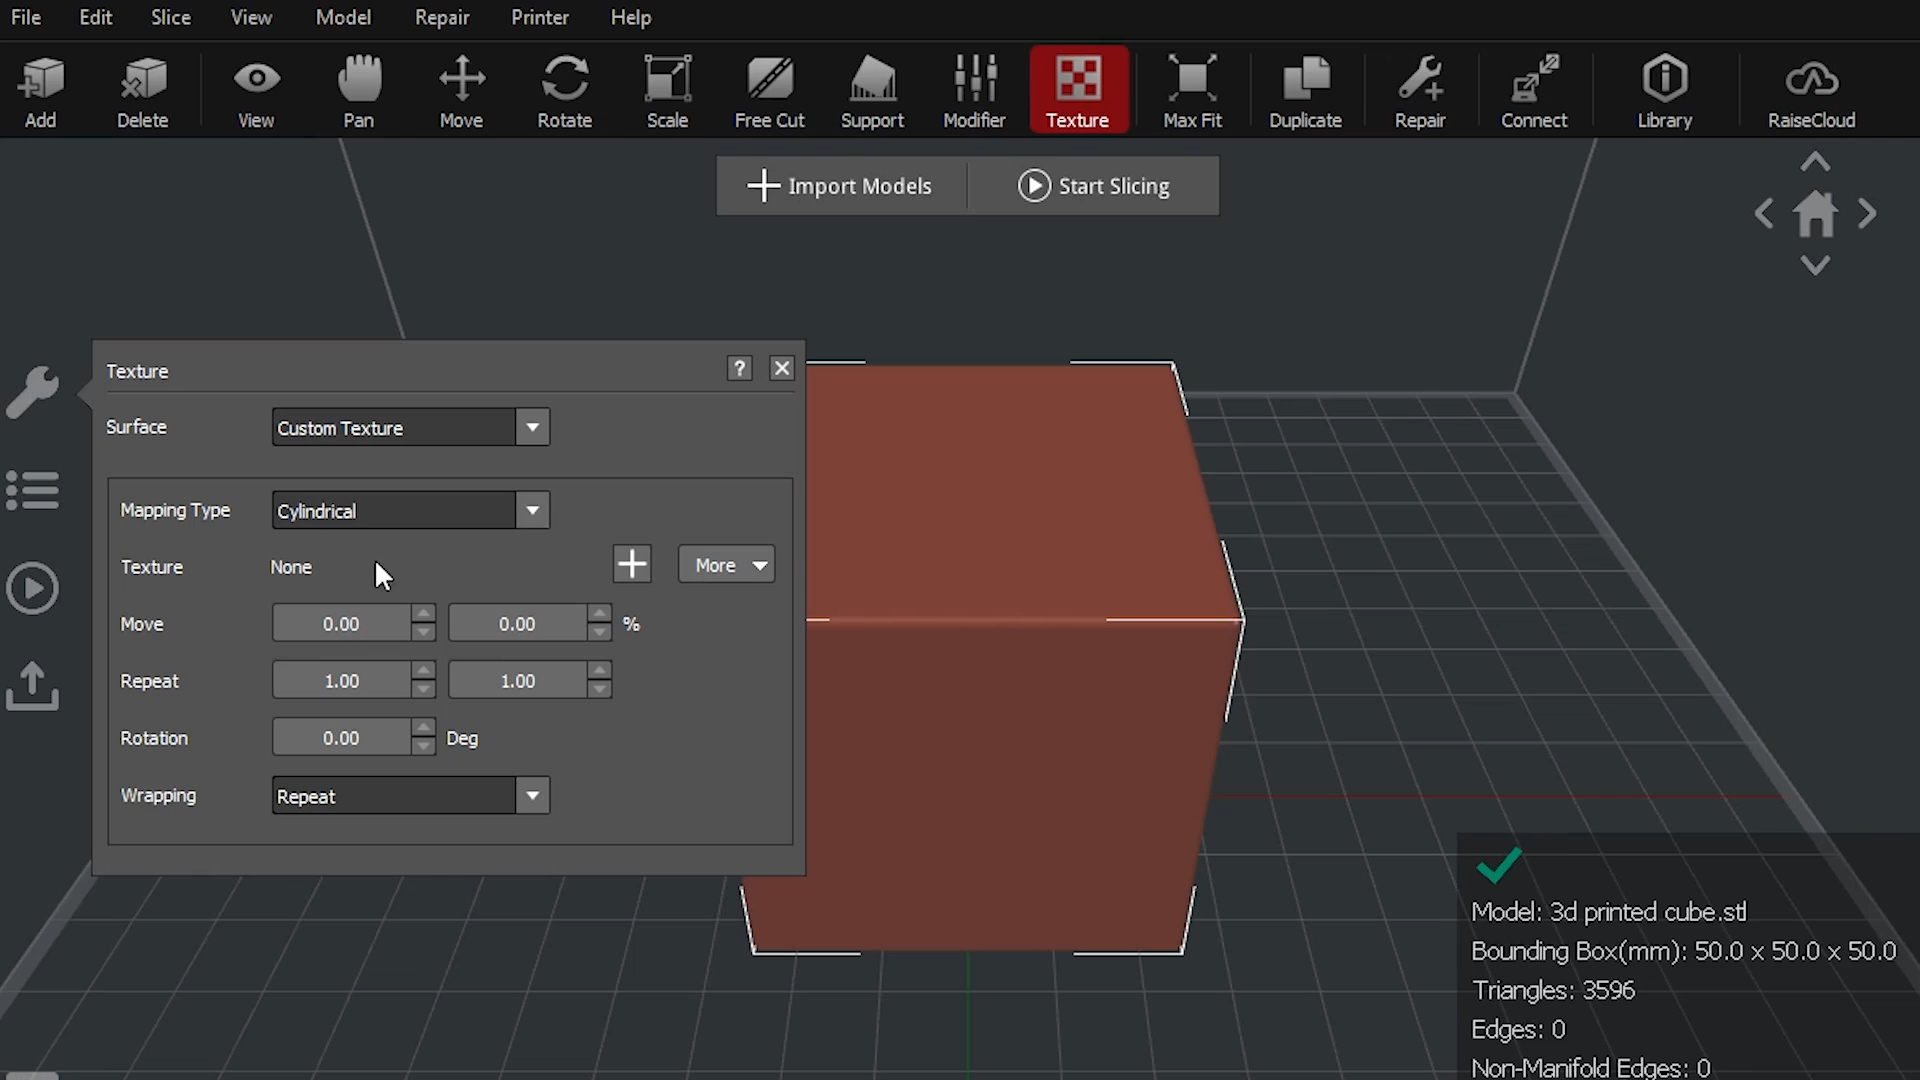 File Edit Slice View Model Repair Printer Help
Add Delete View Pan Move Rotate Scale Free Cut Support Modifier Texture Max Fit Duplicate Repair Connect Library RaiseCloud
Import Models Start Slicing
Texture ?
Surface Custom Texture
Mapping Type Cylindrical
Texture None More
Move 0.00 0.00 %
Repeat 1.00 1.00
Rotation 0.00 Deg
Wrapping Repeat
Model: 3d printed cube.stl
Bounding Box(mm): 50.0 x 50.0 x 50.0
Triangles: 3596
Edges: 0
Non-Manifold Edges: 0